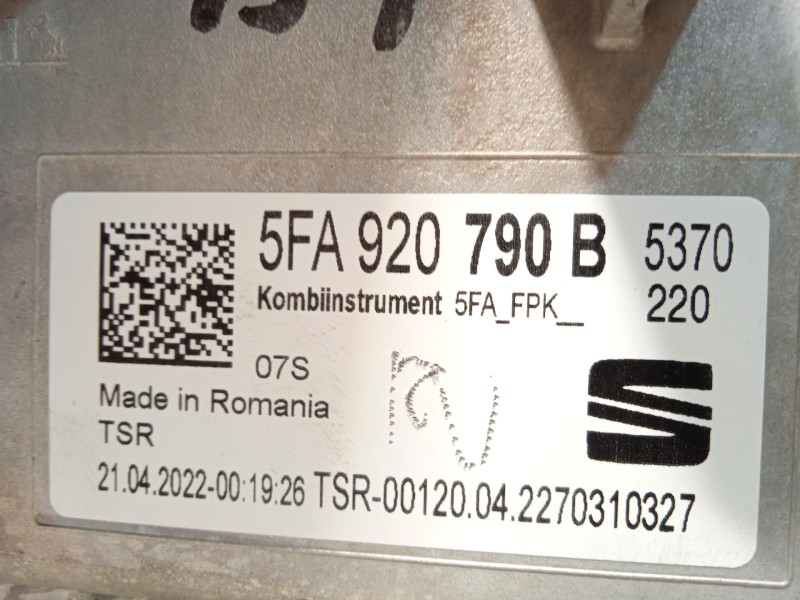 5FA 920 790 B 5370
Kombiinstrument 5FA_FPK__ 220
07S
Made in Romania
TSR
21.04.2022-00:19:26 TSR-00120.04.2270310327